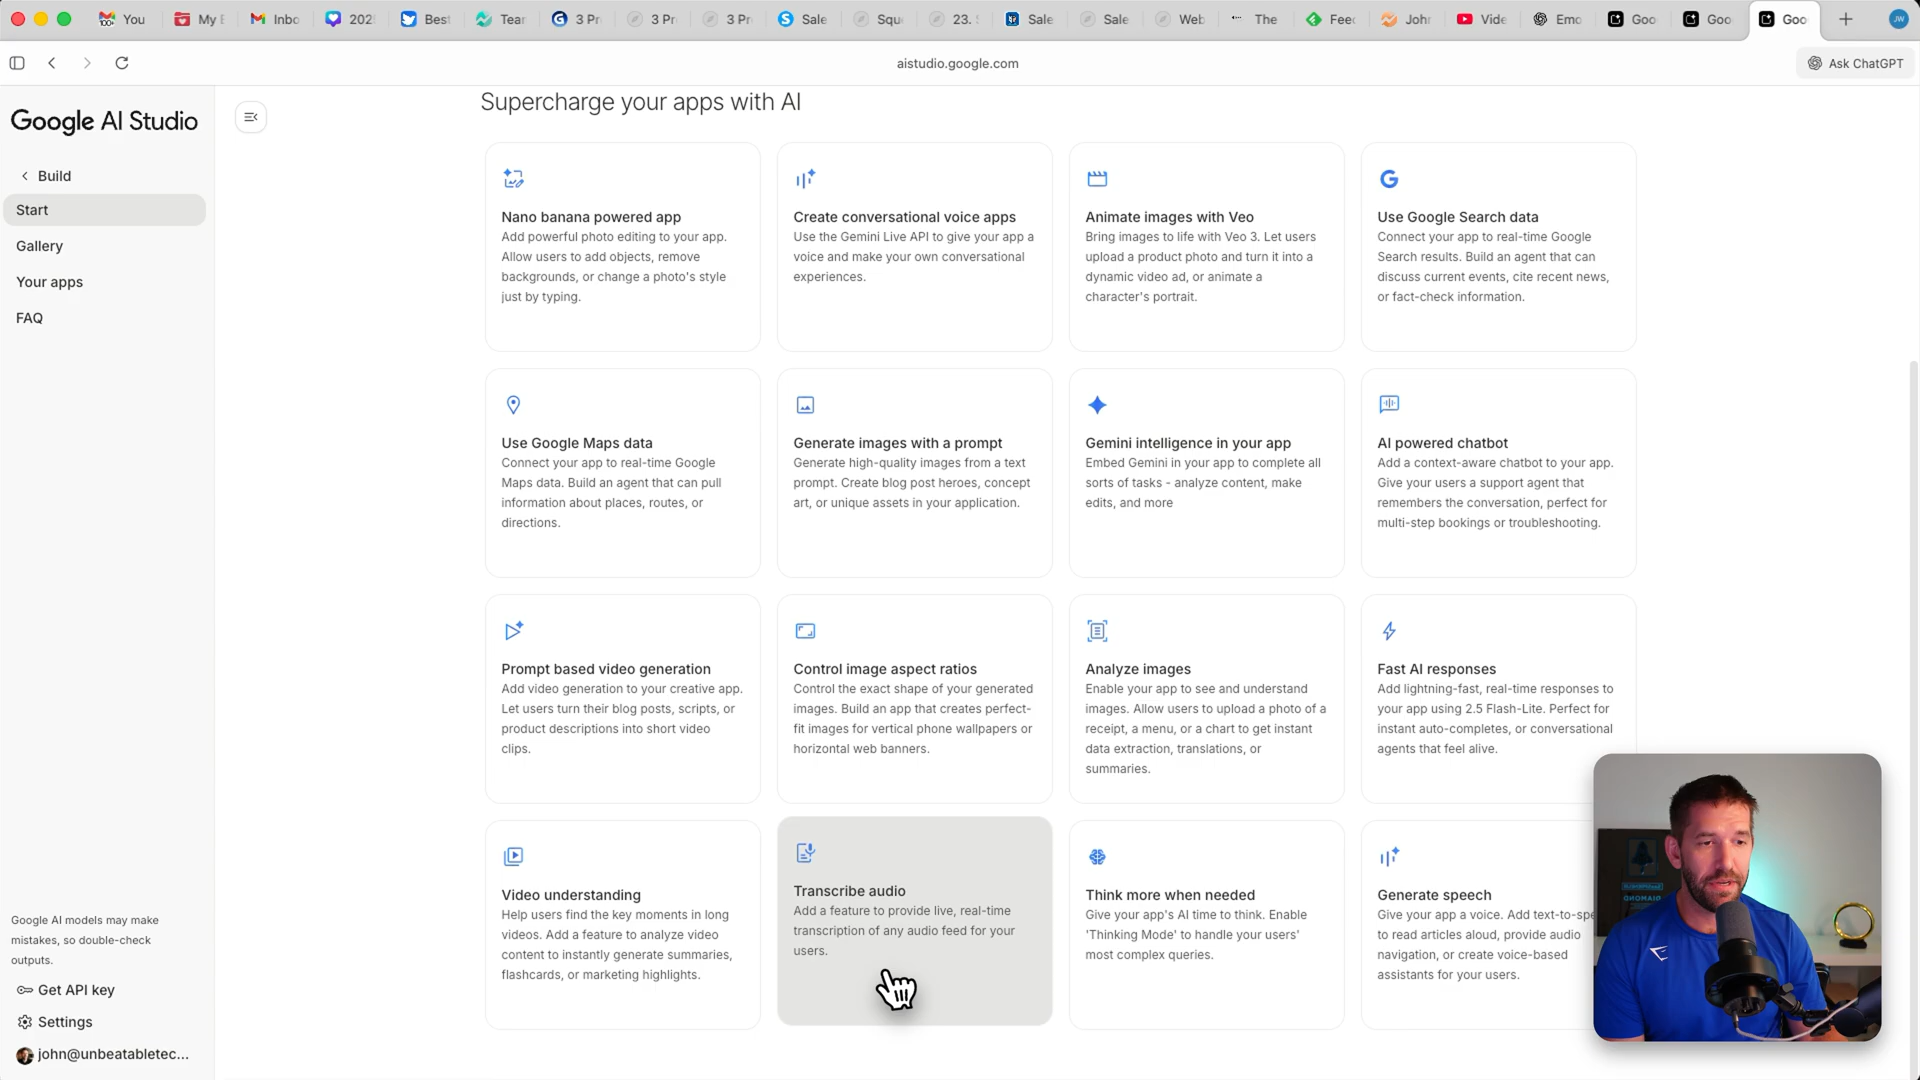 You
My
Inbo
202
Best
Tear
3 Pr
3 Pr
3 Pr
Sale
Squ
23.
Sale
Sale
Web
The
Feed
John
Vide
Emo
Goo
Goo
Goo
JW
aistudio.google.com
Ask ChatGPT
Google AI Studio
Build
Start
Gallery
Your apps
FAQ
Google AI models may make
mistakes, so double-check
outputs.
Get API key
Settings
john@unbeatabletec...
Supercharge your apps with AI
Nano banana powered app
Add powerful photo editing to your app.
Allow users to add objects, remove
backgrounds, or change a photo's style
just by typing.
Create conversational voice apps
Use the Gemini Live API to give your app a
voice and make your own conversational
experiences.
Animate images with Veo
Bring images to life with Veo 3. Let users
upload a product photo and turn it into a
dynamic video ad, or animate a
character's portrait.
Use Google Search data
Connect your app to real-time Google
Search results. Build an agent that can
discuss current events, cite recent news,
or fact-check information.
Use Google Maps data
Connect your app to real-time Google
Maps data. Build an agent that can pull
information about places, routes, or
directions.
Generate images with a prompt
Generate high-quality images from a text
prompt. Create blog post heroes, concept
art, or unique assets in your application.
Gemini intelligence in your app
Embed Gemini in your app to complete all
sorts of tasks - analyze content, make
edits, and more
AI powered chatbot
Add a context-aware chatbot to your app.
Give your users a support agent that
remembers the conversation, perfect for
multi-step bookings or troubleshooting.
Prompt based video generation
Add video generation to your creative app.
Let users turn their blog posts, scripts, or
product descriptions into short video
clips.
Control image aspect ratios
Control the exact shape of your generated
images. Build an app that creates perfect-
fit images for vertical phone wallpapers or
horizontal web banners.
Analyze images
Enable your app to see and understand
images. Allow users to upload a photo of a
receipt, a menu, or a chart to get instant
data extraction, translations, or
summaries.
Fast AI responses
Add lightning-fast, real-time responses to
your app using 2.5 Flash-Lite. Perfect for
instant auto-completes, or conversational
agents that feel alive.
Video understanding
Help users find the key moments in long
videos. Add a feature to analyze video
content to instantly generate summaries,
flashcards, or marketing highlights.
Transcribe audio
Add a feature to provide live, real-time
transcription of any audio feed for your
users.
Think more when needed
Give your app's AI time to think. Enable
'Thinking Mode' to handle your users'
most complex queries.
Generate speech
Give your app a voice. Add text-to-spe
to read articles aloud, provide audio
navigation, or create voice-based
assistants for your users.